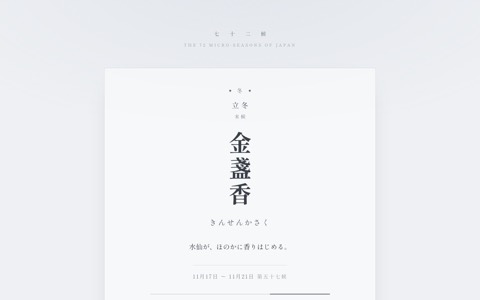 七十二候
THE 72 MICRO-SEASONS OF JAPAN
冬
立冬
末候
金盞香
きんせんかさく
水仙が、ほのかに香りはじめる。
11月17日 — 11月21日 第五十七候